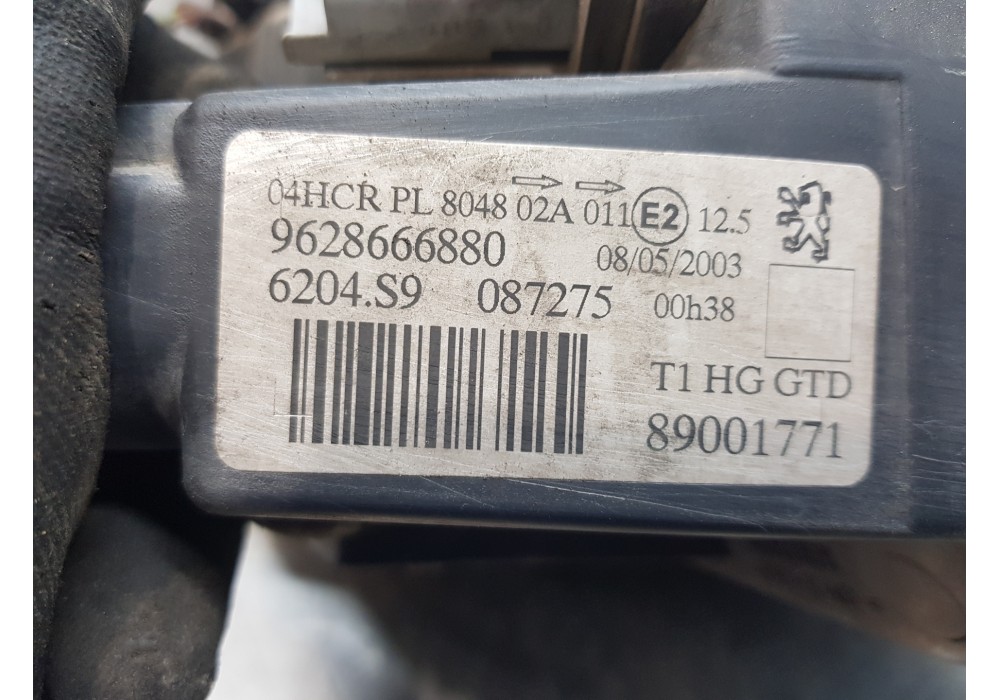 04HCR PL 8048 02A 011 E2 12.5
9628666880 08/05/2003
6204.S9 087275 00h38
T1 HG GTD
89001771